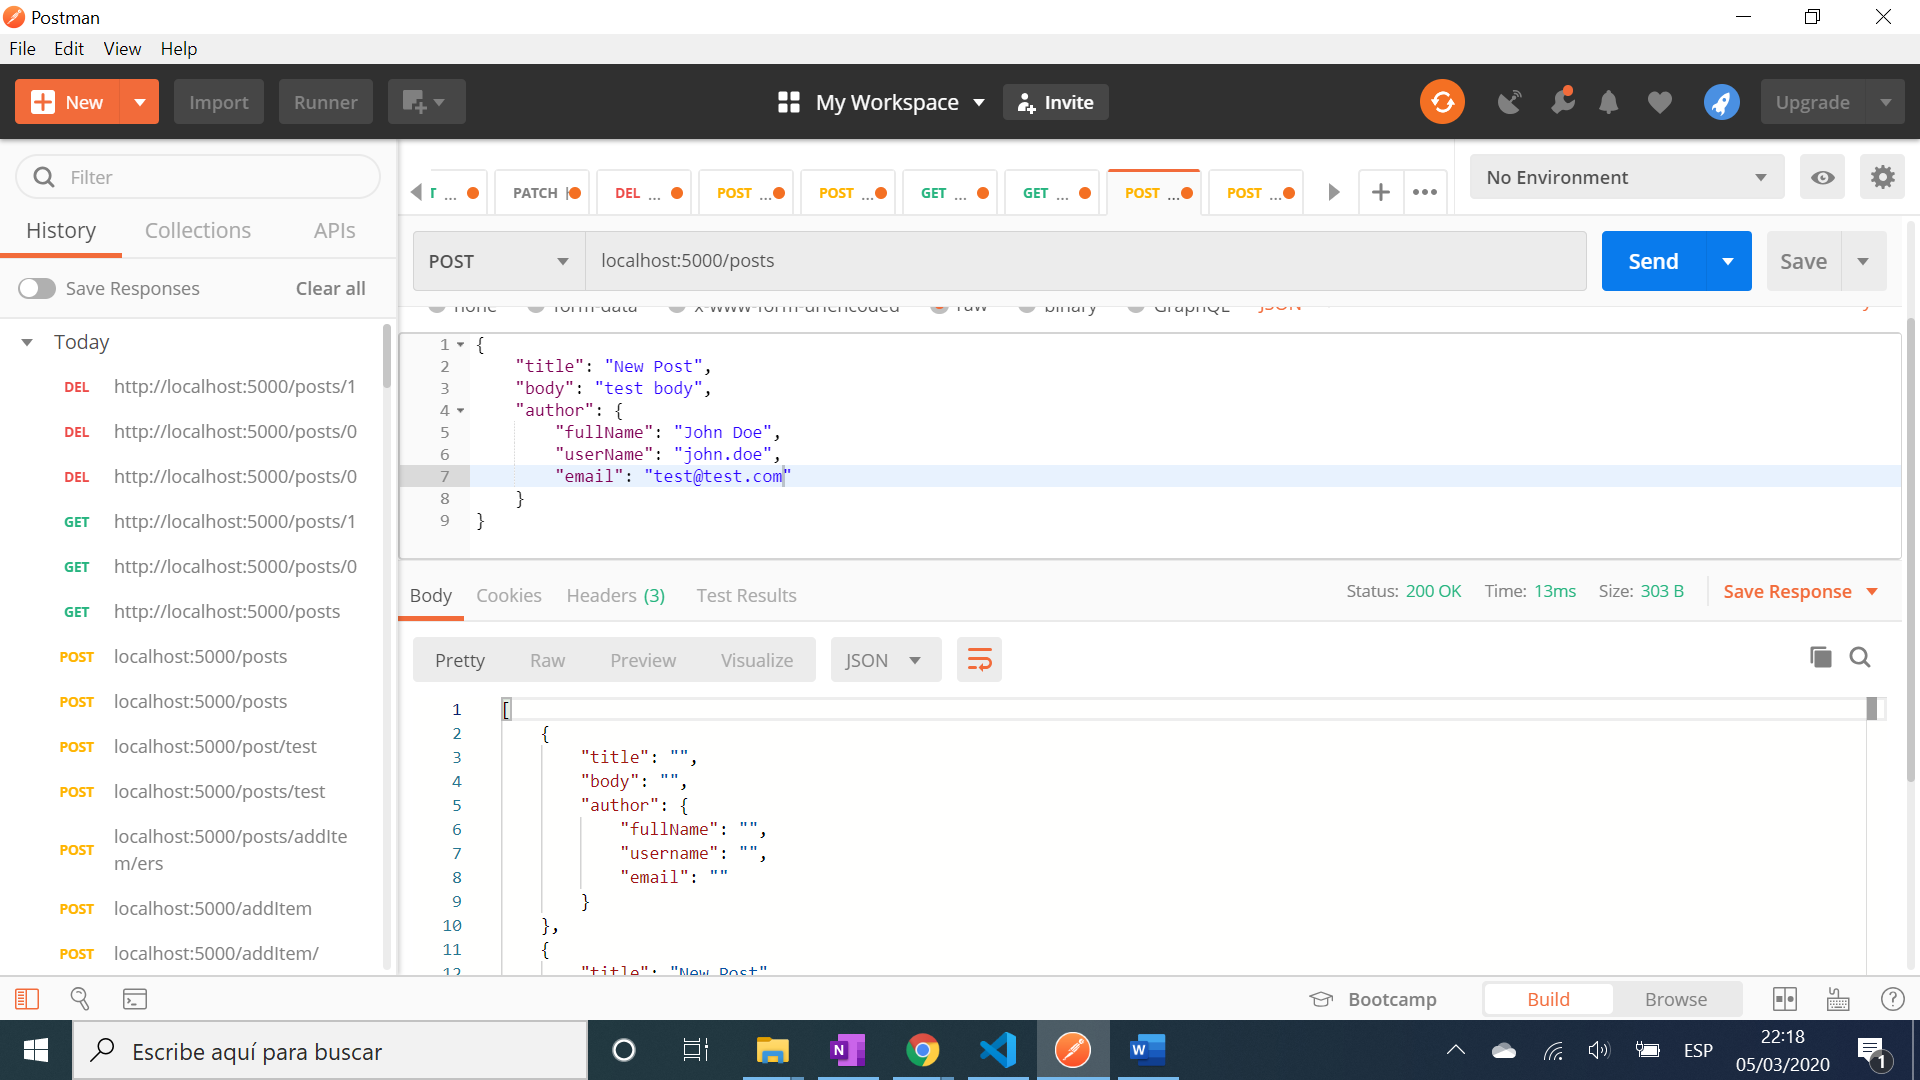 Postman
File Edit View Help
New Import Runner My Workspace Invite Upgrade
Filter
History Collections APIs
Save Responses Clear all
Today
DEL http://localhost:5000/posts/1
DEL http://localhost:5000/posts/0
DEL http://localhost:5000/posts/0
GET http://localhost:5000/posts/1
GET http://localhost:5000/posts/0
GET http://localhost:5000/posts
POST localhost:5000/posts
POST localhost:5000/posts
POST localhost:5000/post/test
POST localhost:5000/posts/test
POST localhost:5000/posts/addIte
m/ers
POST localhost:5000/addItem
POST localhost:5000/addItem/
T ... PATCH DEL ... POST ... POST ... GET ... GET ... POST ... POST ...
No Environment
POST localhost:5000/posts Send Save
none form-data x-www-form-urlencoded raw binary GraphQL JSON
1 {
2 "title": "New Post",
3 "body": "test body",
4 "author": {
5 "fullName": "John Doe",
6 "userName": "john.doe",
7 "email": "test@test.com"
8 }
9 }
Body Cookies Headers (3) Test Results Status: 200 OK Time: 13ms Size: 303 B Save Response
Pretty Raw Preview Visualize JSON
1 [
2 {
3 "title": "",
4 "body": "",
5 "author": {
6 "fullName": "",
7 "username": "",
8 "email": ""
9 }
10 },
11 {
12 "title": "New Post"
Bootcamp Build Browse
Escribe aquí para buscar
ESP
22:18
05/03/2020
1